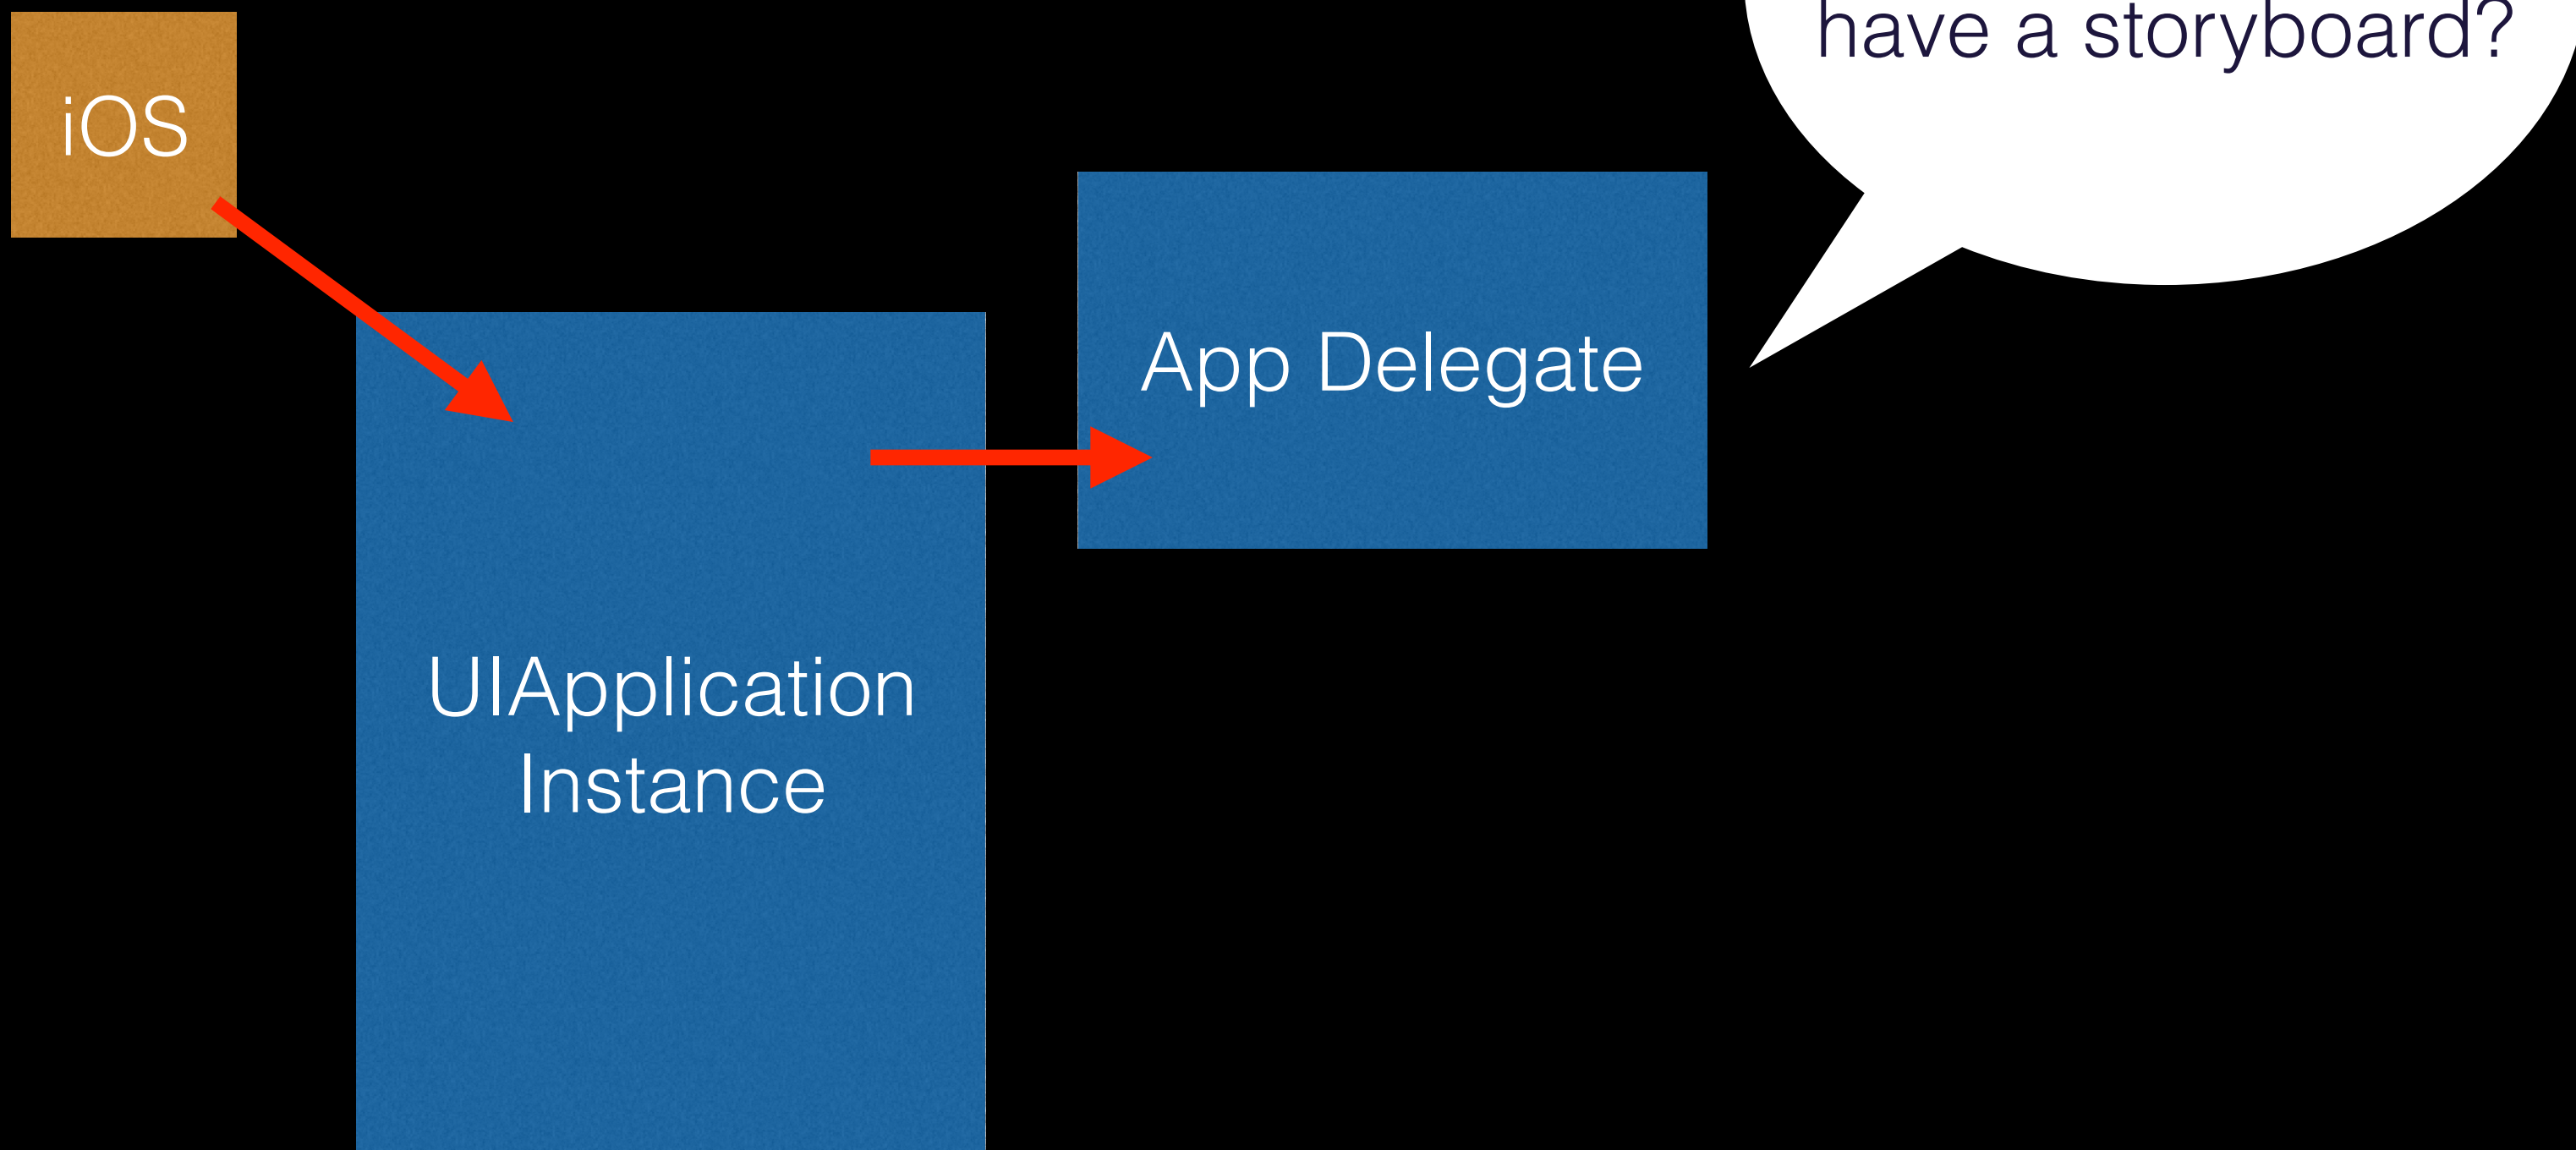 have a storyboard?
iOS
App Delegate
UIApplication
Instance